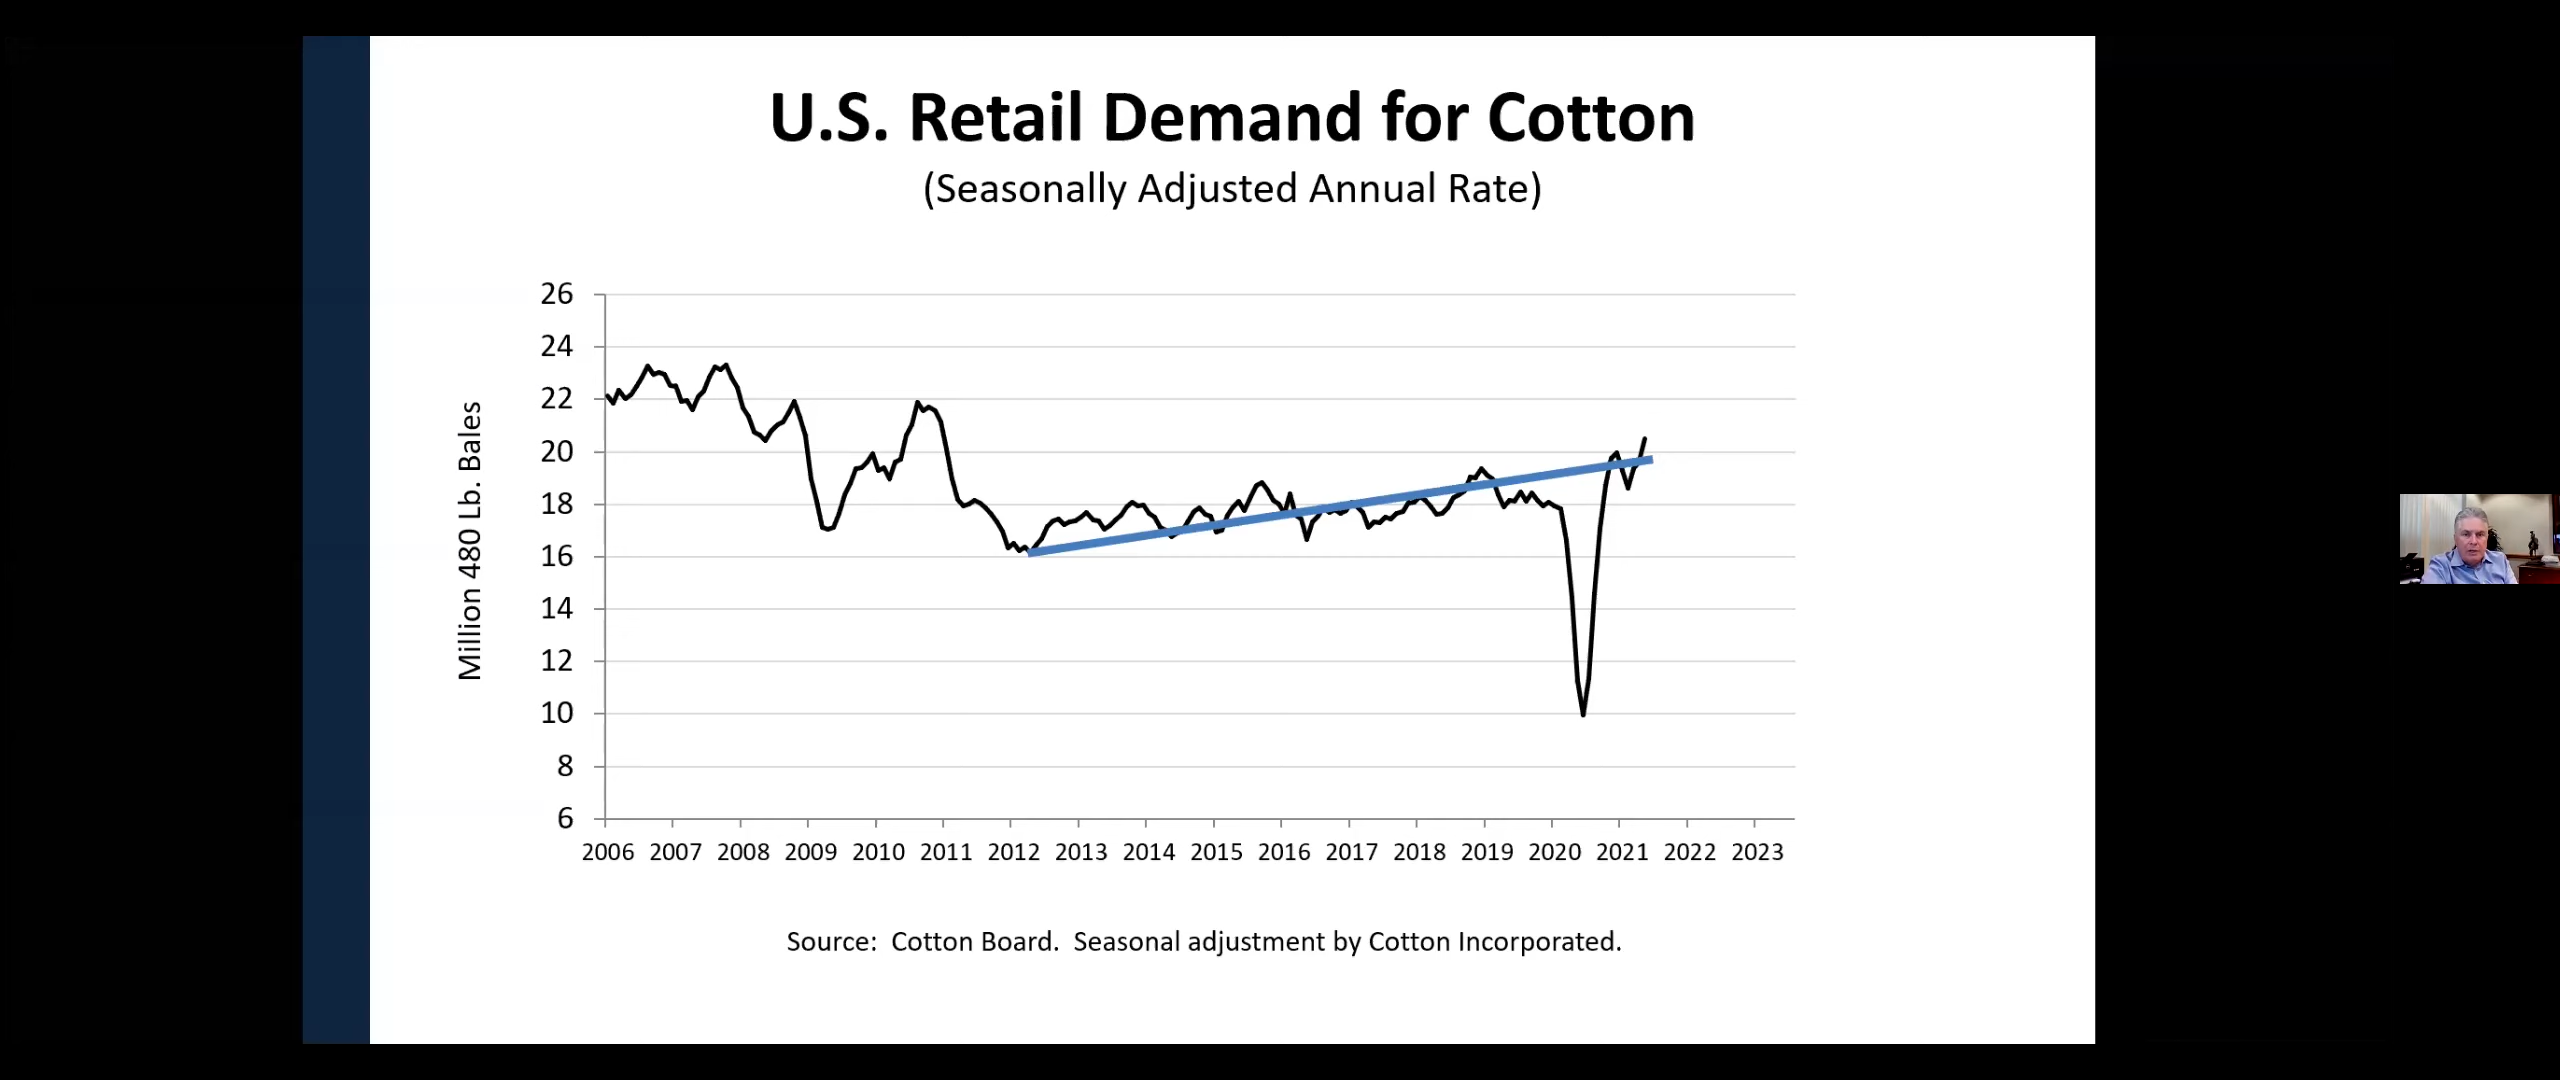 U.S. Retail Demand for Cotton
(Seasonally Adjusted Annual Rate)
Million 480 Lb. Bales
26
24
22
20
18
16
14
12
10
8
6
2006 2007 2008 2009 2010 2011 2012 2013 2014 2015 2016 2017 2018 2019 2020 2021 2022 2023
Source:  Cotton Board.  Seasonal adjustment by Cotton Incorporated.